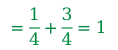 = 1/4 + 3/4 = 1